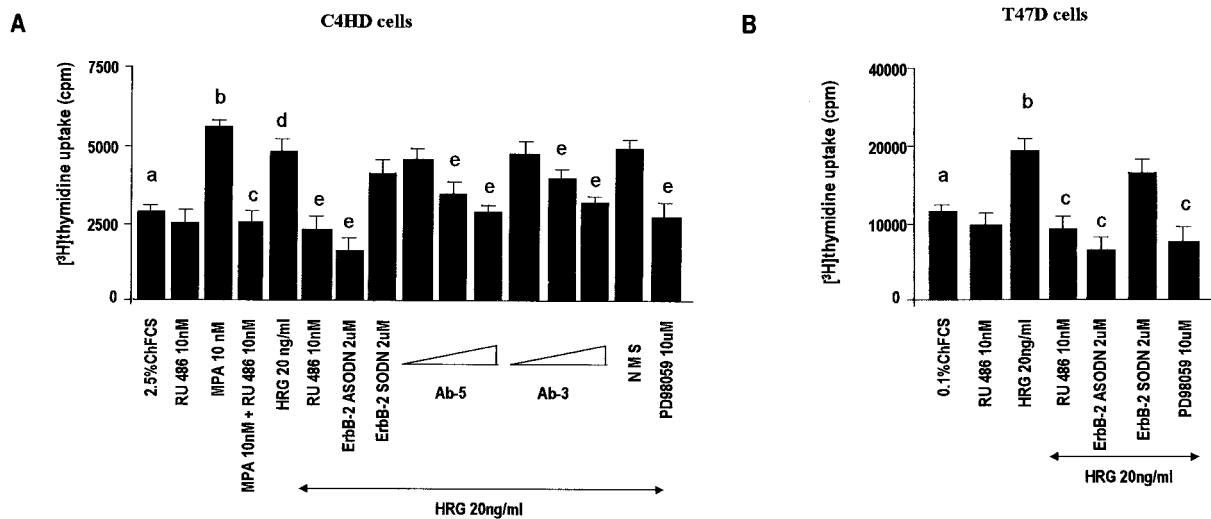 A
C4HD cells
[³H]thymidine uptake (cpm)
7500
5000
2500
0
a
b
c
d
e
e
e
e
e
e
e
2.5%ChFCS
RU 486 10nM
MPA 10 nM
MPA 10nM + RU 486 10nM
HRG 20 ng/ml
RU 486 10nM
ErbB-2 ASODN 2uM
ErbB-2 SODN 2uM
Ab-5
Ab-3
N M S
PD98059 10uM
HRG 20ng/ml
B
T47D cells
[³H]thymidine uptake (cpm)
40000
20000
10000
0
a
b
c
c
c
0.1%ChFCS
RU 486 10nM
HRG 20ng/ml
RU 486 10nM
ErbB-2 ASODN 2uM
ErbB-2 SODN 2uM
PD98059 10uM
HRG 20ng/ml